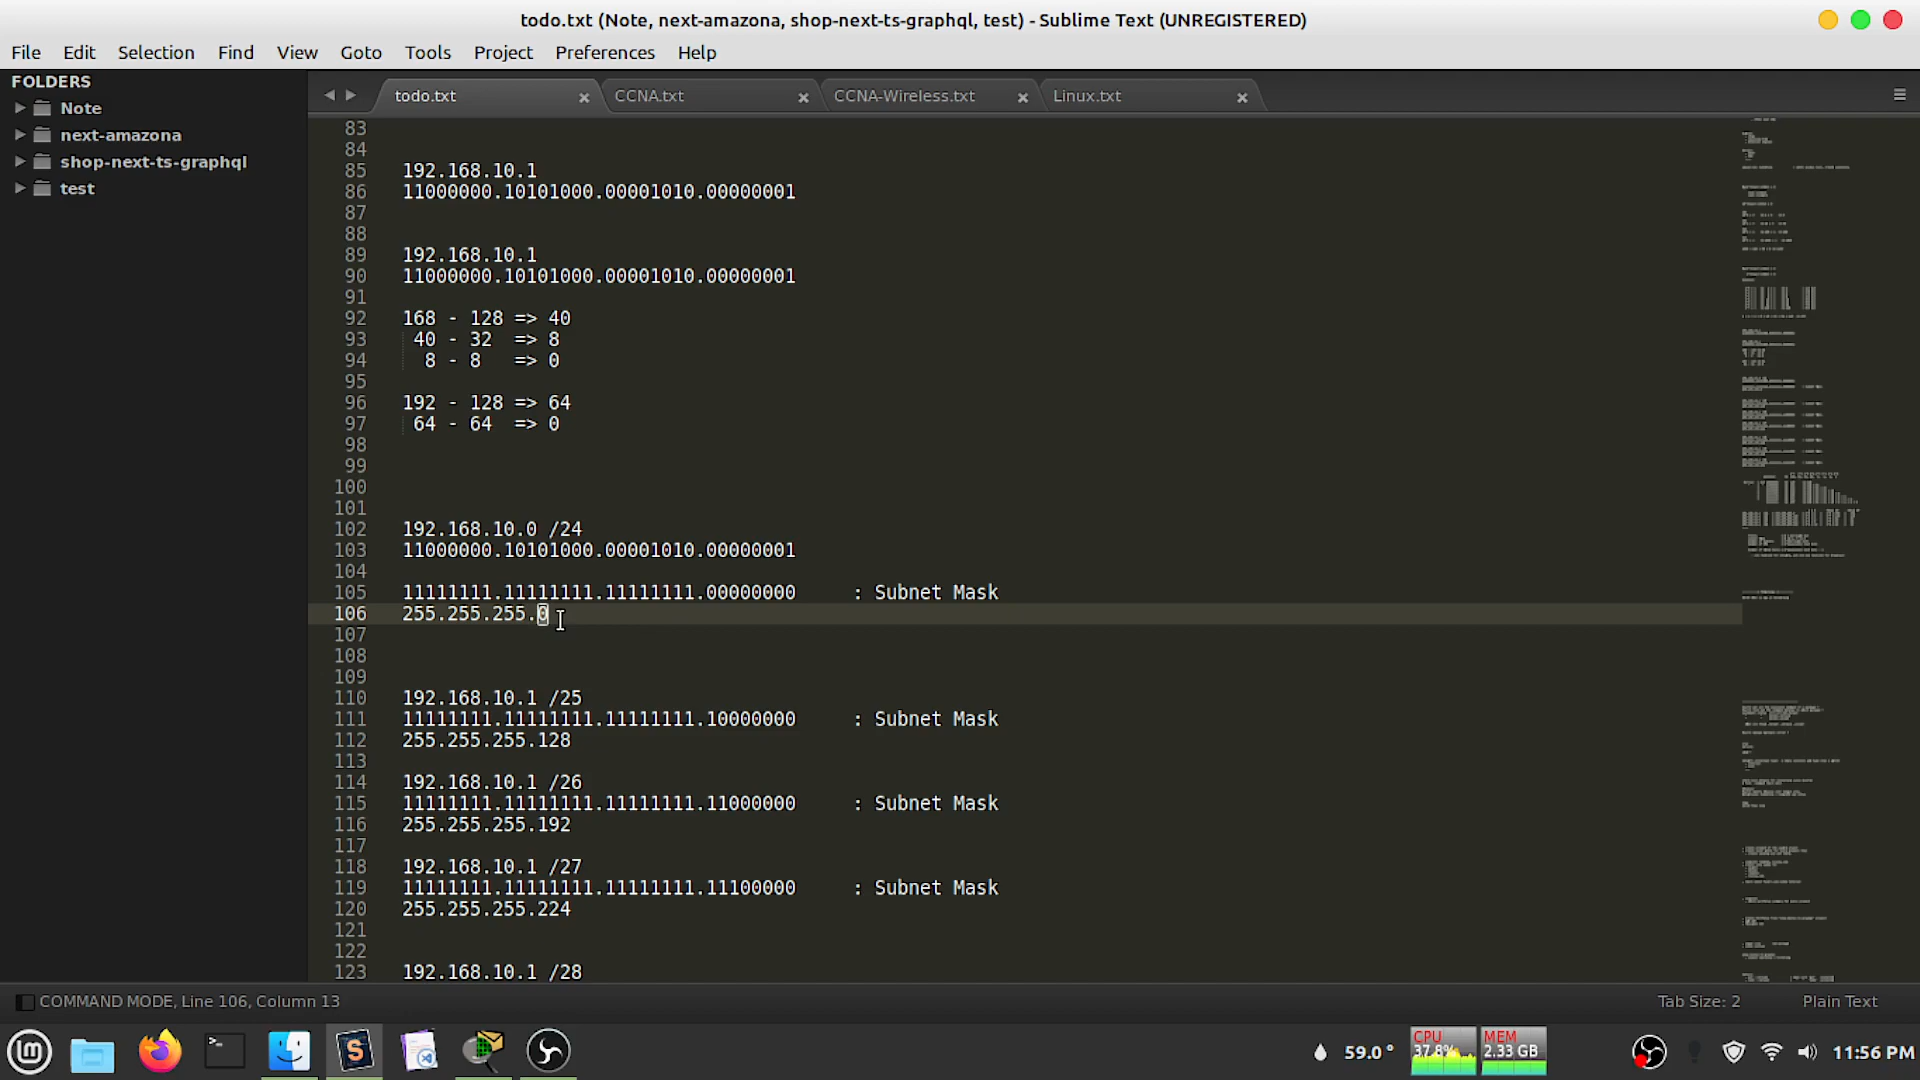 todo.txt (Note, next-amazona, shop-next-ts-graphql, test) - Sublime Text (UNREGISTERED)
File Edit Selection Find View Goto Tools Project Preferences Help
FOLDERS
Note
next-amazona
shop-next-ts-graphql
test
todo.txt CCNA.txt CCNA-Wireless.txt Linux.txt
83
84
85 192.168.10.1
86 11000000.10101000.00001010.00000001
87
88
89 192.168.10.1
90 11000000.10101000.00001010.00000001
91
92 168 - 128 => 40
93 40 - 32 => 8
94 8 - 8 => 0
95
96 192 - 128 => 64
97 64 - 64 => 0
98
99
100
101
102 192.168.10.0 /24
103 11000000.10101000.00001010.00000001
104
105 11111111.11111111.11111111.00000000 : Subnet Mask
106 255.255.255.0
107
108
109
110 192.168.10.1 /25
111 11111111.11111111.11111111.10000000 : Subnet Mask
112 255.255.255.128
113
114 192.168.10.1 /26
115 11111111.11111111.11111111.11000000 : Subnet Mask
116 255.255.255.192
117
118 192.168.10.1 /27
119 11111111.11111111.11111111.11100000 : Subnet Mask
120 255.255.255.224
121
122
123 192.168.10.1 /28
COMMAND MODE, Line 106, Column 13 Tab Size: 2 Plain Text
59.0 ° CPU 37.8% MEM 2.33 GB 11:56 PM